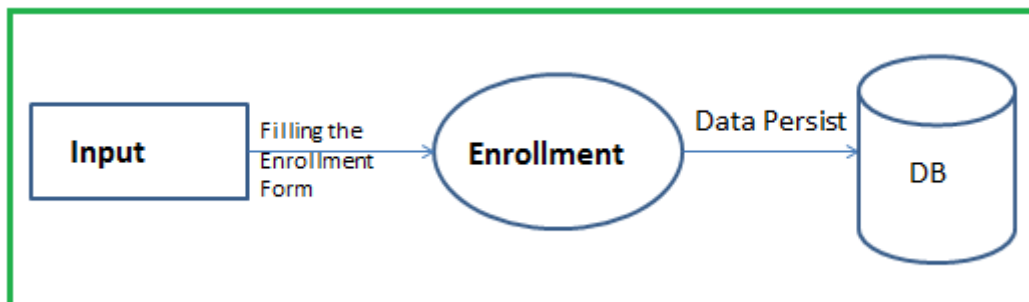 Input
Filling the
Enrollment
Form
Enrollment
Data Persist
DB